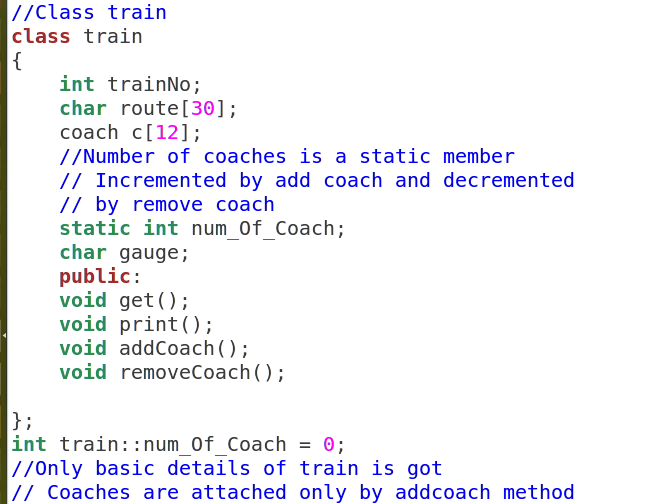 //Class train
class train
{
    int trainNo;
    char route[30];
    coach c[12];
    //Number of coaches is a static member
    // Incremented by add coach and decremented
    // by remove coach
    static int num_Of_Coach;
    char gauge;
    public:
    void get();
    void print();
    void addCoach();
    void removeCoach();

};
int train::num_Of_Coach = 0;
//Only basic details of train is got
// Coaches are attached only by addcoach method